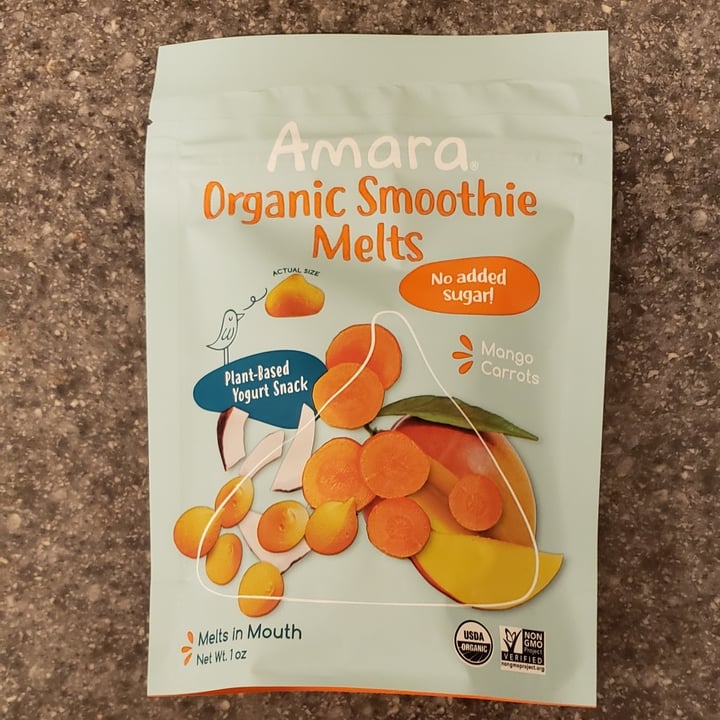 Amara®
Organic Smoothie
Melts
ACTUAL SIZE
No added
sugar!
Mango
Carrots
Plant-Based
Yogurt Snack
Melts in Mouth
Net Wt. 1 oz
USDA
ORGANIC
NON
GMO
Project
VERIFIED
nongmoproject.org